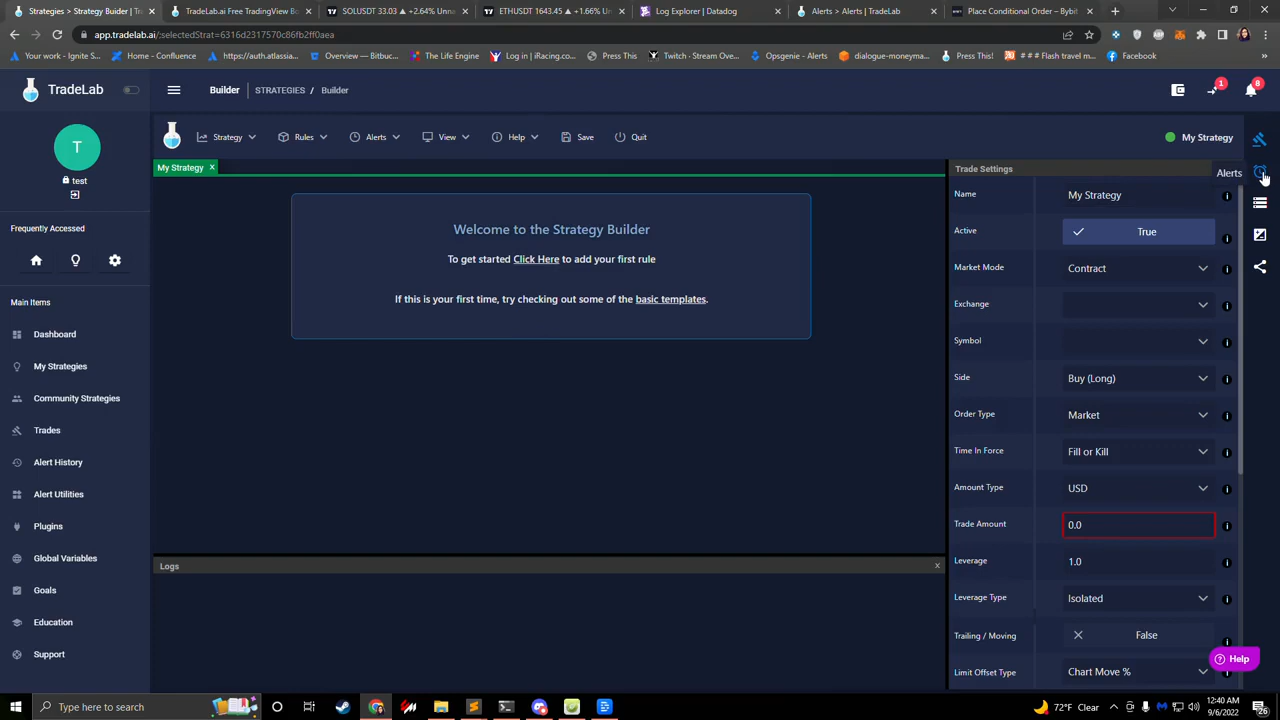 Strategies > Strategy Builder | Trad
TradeLab.ai Free TradingView Bo
SOLUSDT 33.03 ▲ +2.64% Unn
ETHUSDT 1643.45 ▲ +1.66% Un
Log Explorer | Datadog
Alerts > Alerts | TradeLab
Place Conditional Order – Bybit
app.tradelab.ai/:selectedStrat=6316d2317570c86fb2ff0aea
Your work - Ignite S...
Home - Confluence
https://auth.atlassia...
Overview — Bitbuc...
The Life Engine
Log in | iRacing.co...
Press This
Twitch - Stream Ove...
Opsgenie - Alerts
dialogue-moneyma...
Press This!
# # # Flash travel m...
Facebook
TradeLab
Builder
STRATEGIES / Builder
1
8
T
test
Strategy
Rules
Alerts
View
Help
Save
Quit
My Strategy
My Strategy x
Trade Settings
Alerts
Frequently Accessed
Main Items
Dashboard
My Strategies
Community Strategies
Trades
Alert History
Alert Utilities
Plugins
Global Variables
Goals
Education
Support
Welcome to the Strategy Builder
To get started Click Here to add your first rule
If this is your first time, try checking out some of the basic templates.
Logs
x
Name My Strategy
Active True
Market Mode Contract
Exchange
Symbol
Side Buy (Long)
Order Type Market
Time In Force Fill or Kill
Amount Type USD
Trade Amount 0.0
Leverage 1.0
Leverage Type Isolated
Trailing / Moving False
Limit Offset Type Chart Move %
Help
Type here to search
72°F Clear
12:40 AM
9/6/2022
26